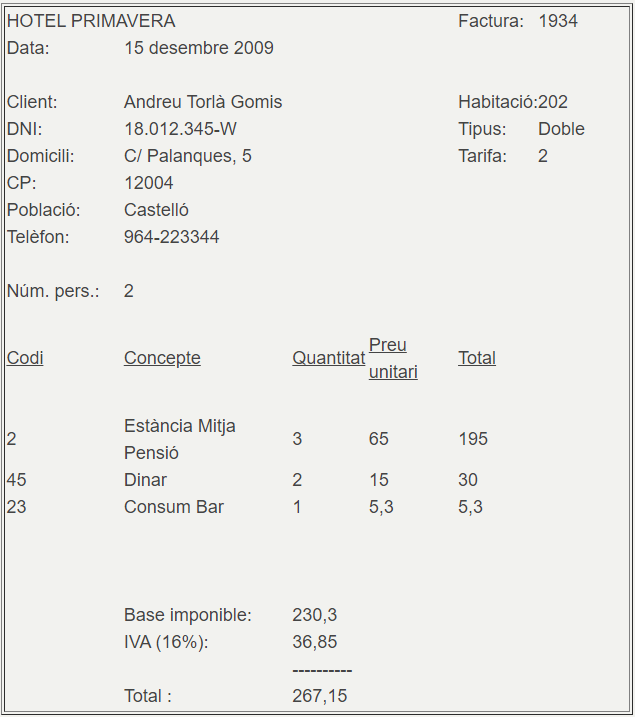 HOTEL PRIMAVERA Factura: 1934
Data: 15 desembre 2009
Client: Andreu Torlà Gomis Habitació:202
DNI: 18.012.345-W Tipus: Doble
Domicili: C/ Palanques, 5 Tarifa: 2
CP: 12004
Població: Castelló
Telèfon: 964-223344
Núm. pers.: 2
Codi Concepte Quantitat Preu unitari Total
2 Estància Mitja Pensió 3 65 195
45 Dinar 2 15 30
23 Consum Bar 1 5,3 5,3
Base imponible: 230,3
IVA (16%): 36,85
----------
Total : 267,15